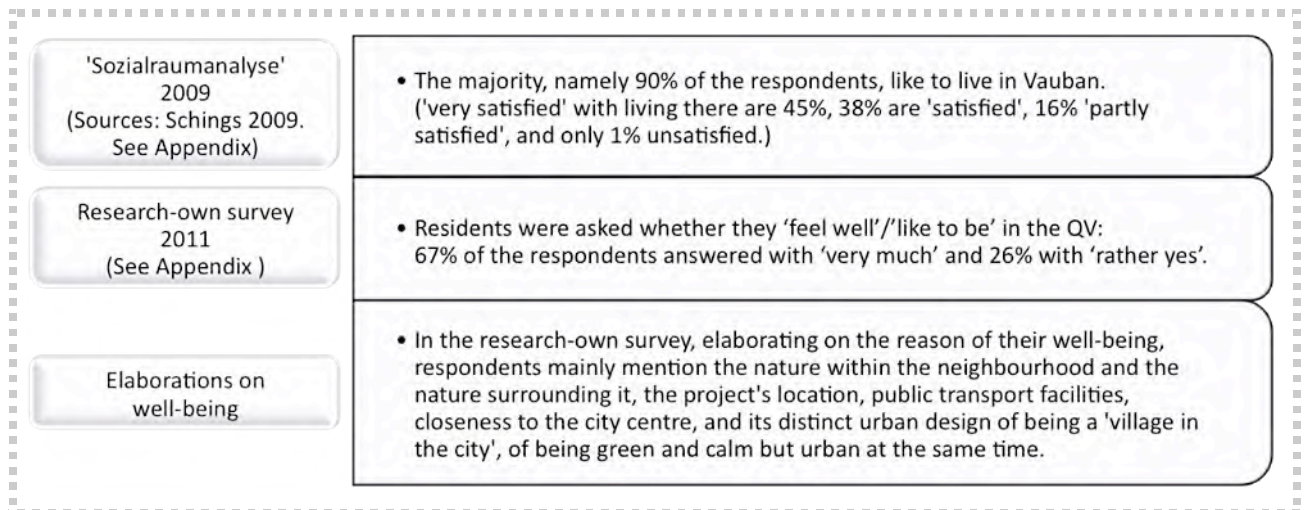 'Sozialraumanalyse'
2009
(Sources: Schings 2009.
See Appendix)
• The majority, namely 90% of the respondents, like to live in Vauban.
('very satisfied' with living there are 45%, 38% are 'satisfied', 16% 'partly
satisfied', and only 1% unsatisfied.)
Research-own survey
2011
(See Appendix )
• Residents were asked whether they ‘feel well’/’like to be’ in the QV:
67% of the respondents answered with ‘very much’ and 26% with ‘rather yes’.
Elaborations on
well-being
• In the research-own survey, elaborating on the reason of their well-being,
respondents mainly mention the nature within the neighbourhood and the
nature surrounding it, the project's location, public transport facilities,
closeness to the city centre, and its distinct urban design of being a 'village in
the city', of being green and calm but urban at the same time.